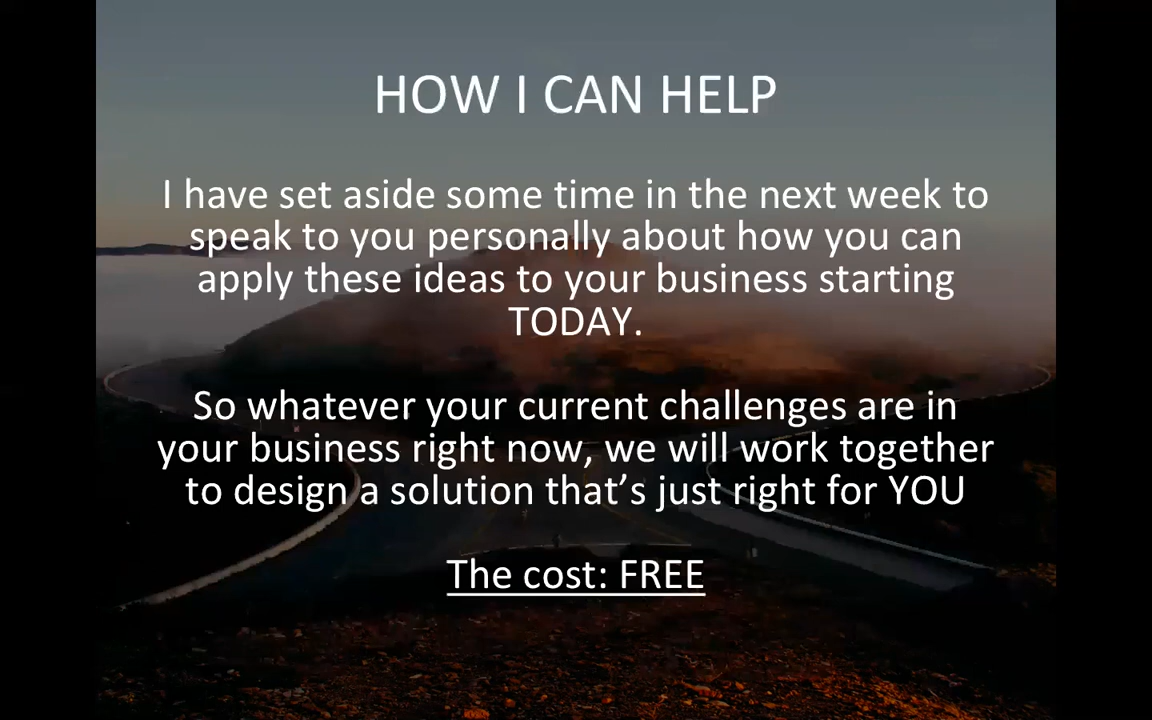 HOW I CAN HELP
I have set aside some time in the next week to
speak to you personally about how you can
apply these ideas to your business starting
TODAY.
So whatever your current challenges are in
your business right now, we will work together
to design a solution that’s just right for YOU
The cost: FREE